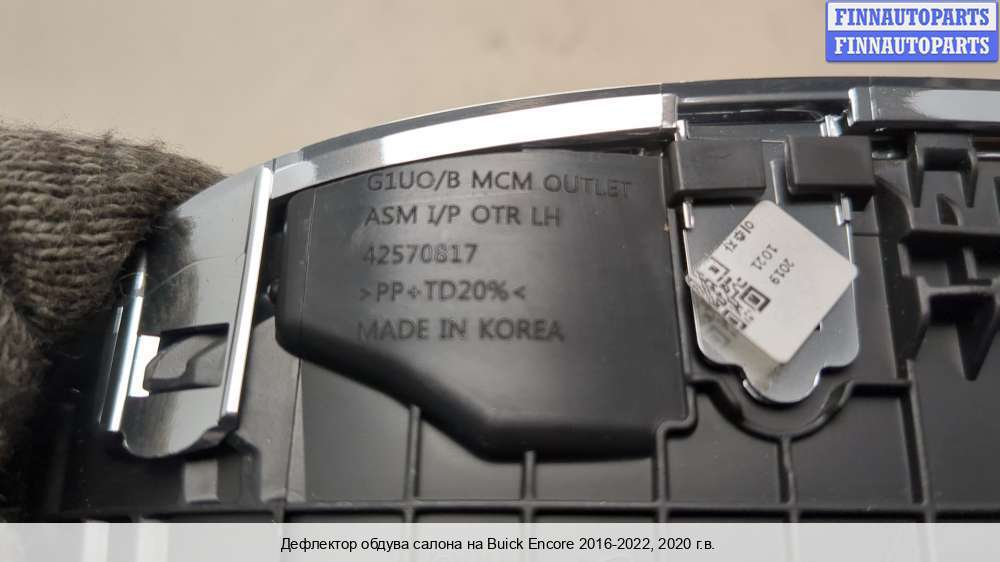 FINNAUTOPARTS
FINNAUTOPARTS
G1UO/B MCM OUTLET
ASM I/P OTR LH
42570817
>PP+TD20%<
MADE IN KOREA
2019
1021
Дефлектор обдува салона на Buick Encore 2016-2022, 2020 г.в.